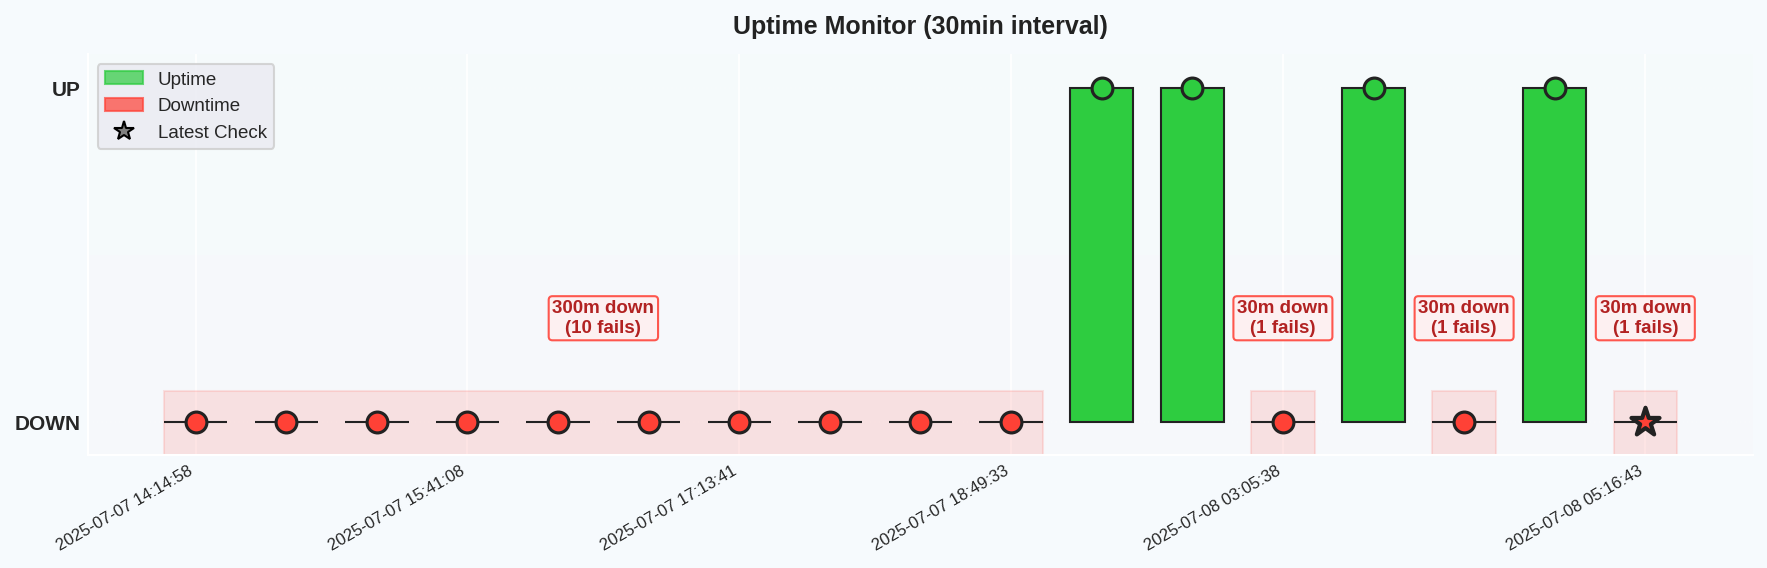 Uptime Monitor (30min interval)
UP
Uptime
Downtime
Latest Check
300m down
(10 fails)
30m down
(1 fails)
30m down
(1 fails)
30m down
(1 fails)
DOWN
2025-07-07 14:14:58
2025-07-07 15:41:08
2025-07-07 17:13:41
2025-07-07 18:49:33
2025-07-08 03:05:38
2025-07-08 05:16:43